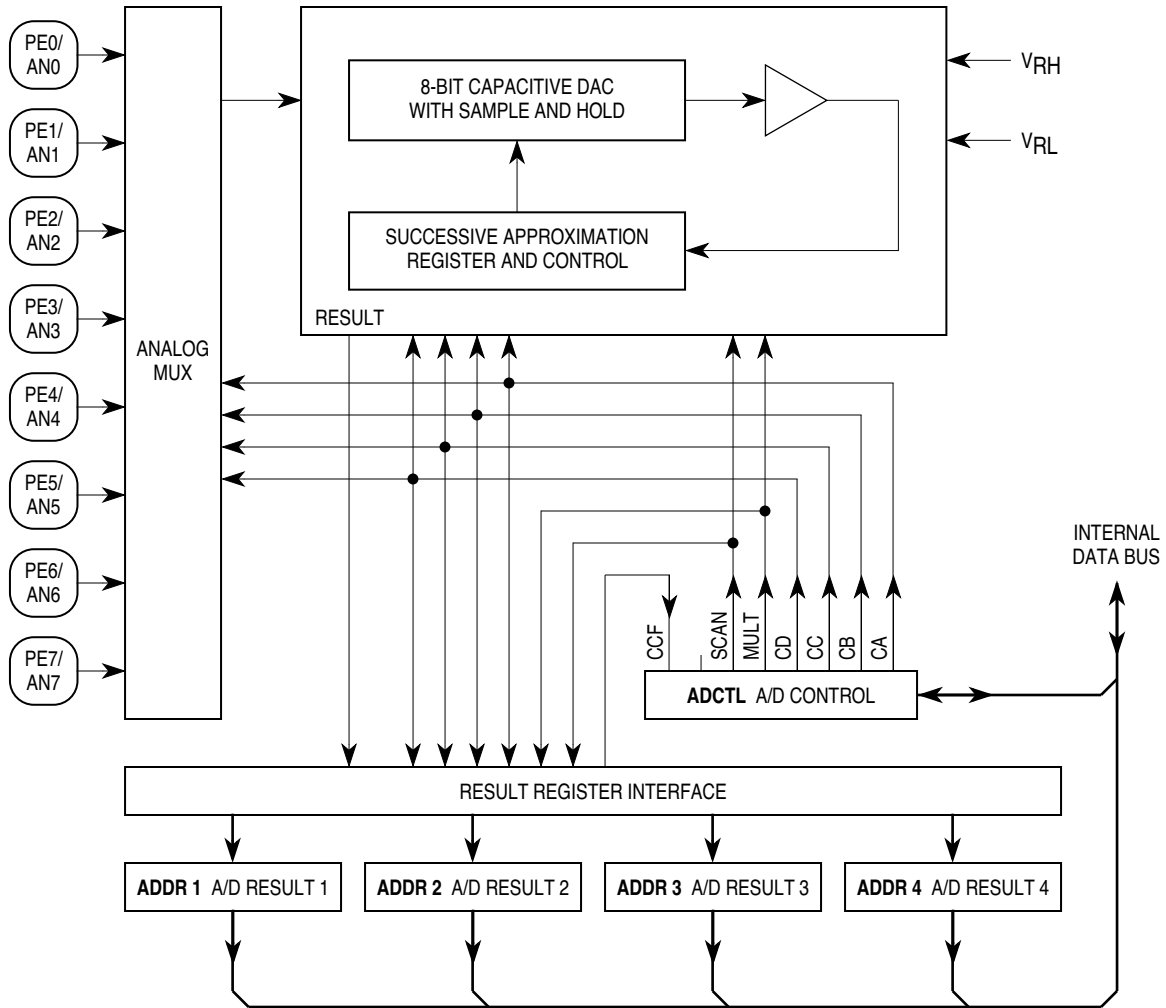 PE0/
AN0
PE1/
AN1
PE2/
AN2
PE3/
AN3
PE4/
AN4
PE5/
AN5
PE6/
AN6
PE7/
AN7
ANALOG
MUX
8-BIT CAPACITIVE DAC
WITH SAMPLE AND HOLD
SUCCESSIVE APPROXIMATION
REGISTER AND CONTROL
RESULT
VRH
VRL
INTERNAL
DATA BUS
CCF
SCAN
MULT
CD
CC
CB
CA
ADCTL A/D CONTROL
RESULT REGISTER INTERFACE
ADDR 1 A/D RESULT 1
ADDR 2 A/D RESULT 2
ADDR 3 A/D RESULT 3
ADDR 4 A/D RESULT 4